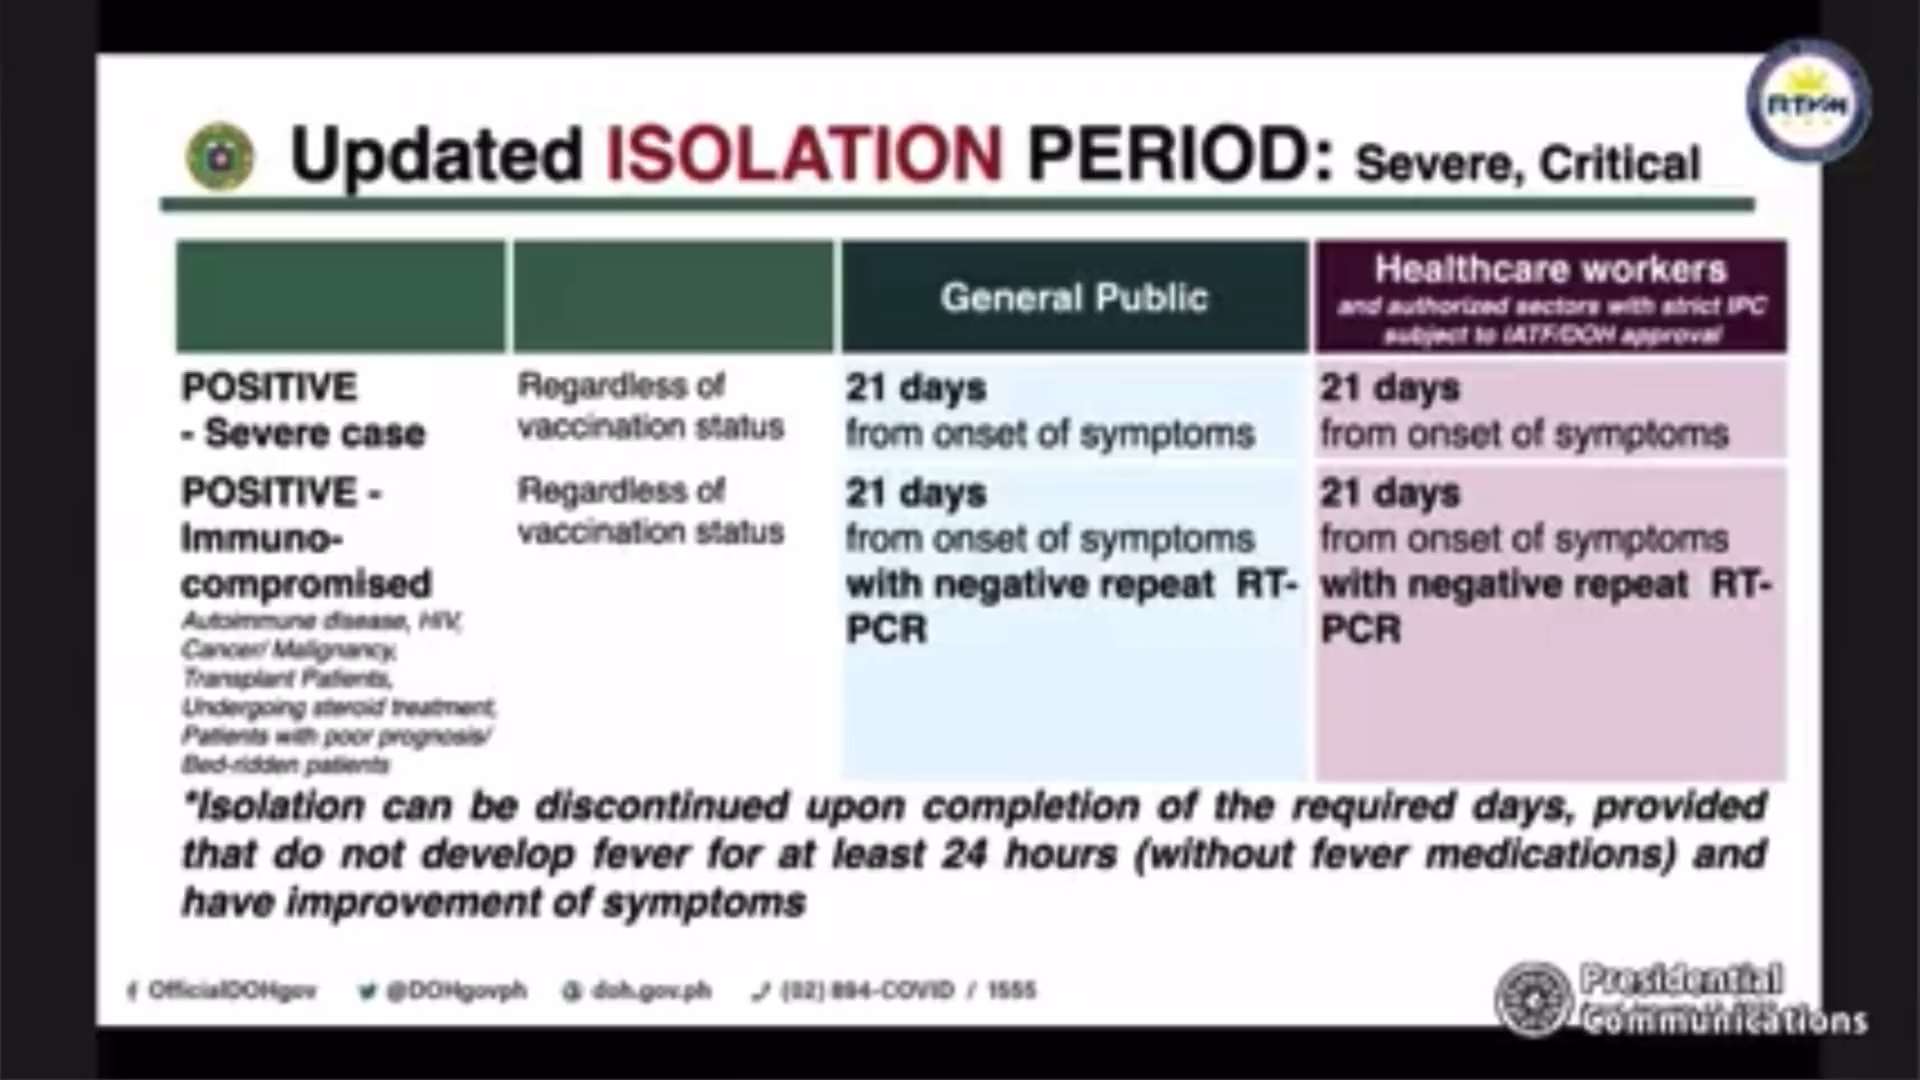 Updated ISOLATION PERIOD: Severe, Critical
RTVM
General Public
Healthcare workers
and authorized sectors with strict IPC
subject to IATF/DOH approval
POSITIVE
- Severe case
Regardless of
vaccination status
21 days
from onset of symptoms
21 days
from onset of symptoms
POSITIVE -
Immuno-
compromised
Autoimmune disease, HIV,
Cancer/ Malignancy,
Transplant Patients,
Undergoing steroid treatment,
Patients with poor prognosis/
Bed-ridden patients
Regardless of
vaccination status
21 days
from onset of symptoms
with negative repeat RT-
PCR
21 days
from onset of symptoms
with negative repeat RT-
PCR
*Isolation can be discontinued upon completion of the required days, provided
that do not develop fever for at least 24 hours (without fever medications) and
have improvement of symptoms
OfficialDOHgov @DOHgovph doh.gov.ph (02) 894-COVID / 1555
Presidential
Communications